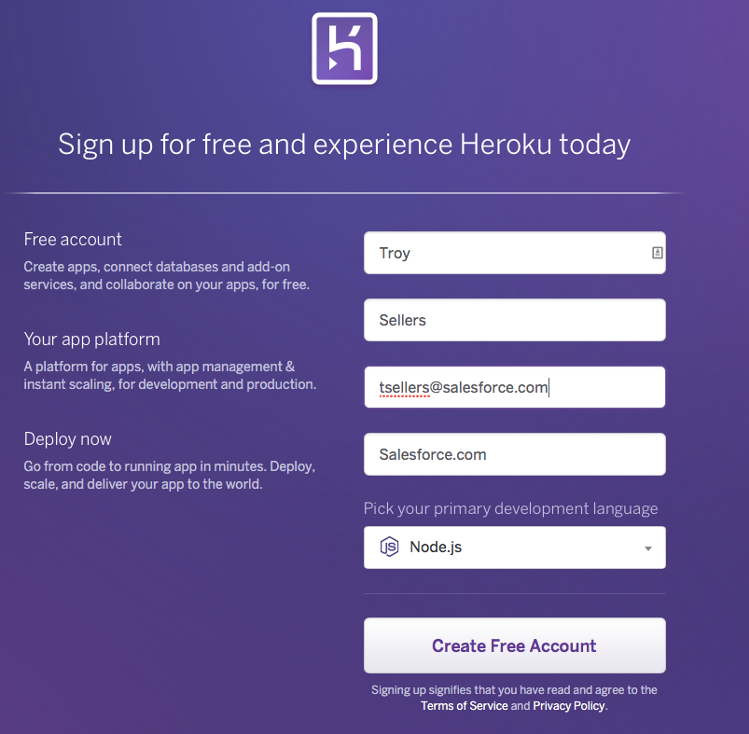 Sign up for free and experience Heroku today
Free account
Create apps, connect databases and add-on
services, and collaborate on your apps, for free.
Your app platform
A platform for apps, with app management &
instant scaling, for development and production.
Deploy now
Go from code to running app in minutes. Deploy,
scale, and deliver your app to the world.
Troy
Sellers
tsellers@salesforce.com
Salesforce.com
Pick your primary development language
JS Node.js
Create Free Account
Signing up signifies that you have read and agree to the
Terms of Service and Privacy Policy.